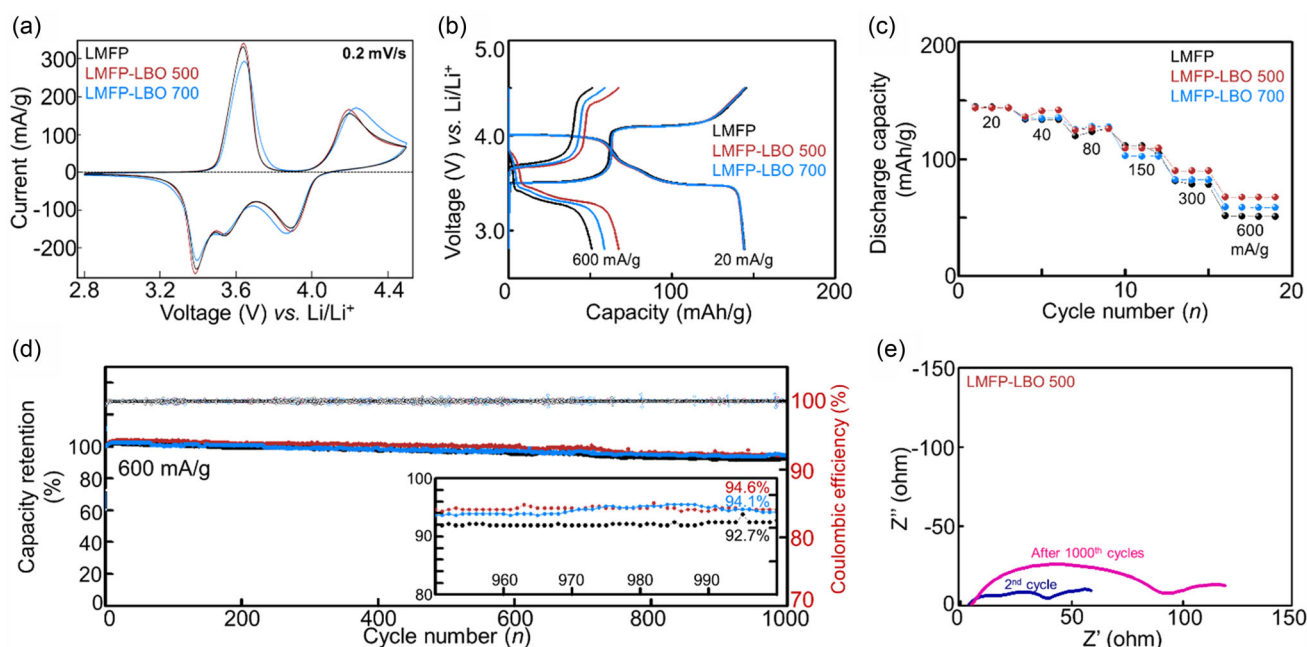 (a)
300
200
100
0
-100
-200
Current (mA/g)
LMFP
LMFP-LBO 500
LMFP-LBO 700
0.2 mV/s
2.8 3.2 3.6 4.0 4.4
Voltage (V) vs. Li/Li⁺
(b)
5.0
4.0
3.0
Voltage (V) vs. Li/Li⁺
LMFP
LMFP-LBO 500
LMFP-LBO 700
600 mA/g
20 mA/g
0 100 200
Capacity (mAh/g)
(c)
200
150
100
50
0
Discharge capacity
(mAh/g)
LMFP
LMFP-LBO 500
LMFP-LBO 700
20
40
80
150
300
600
mA/g
0 5 10 15 20
Cycle number (n)
(d)
100
80
60
40
20
0
Capacity retention
(%)
600 mA/g
100
90
80
70
Coulombic efficiency (%)
100
90
80
94.6%
94.1%
92.7%
960 970 980 990
0 200 400 600 800 1000
Cycle number (n)
(e)
-150
-100
-50
0
Z'' (ohm)
LMFP-LBO 500
After 1000th cycles
2nd cycle
0 50 100 150
Z' (ohm)